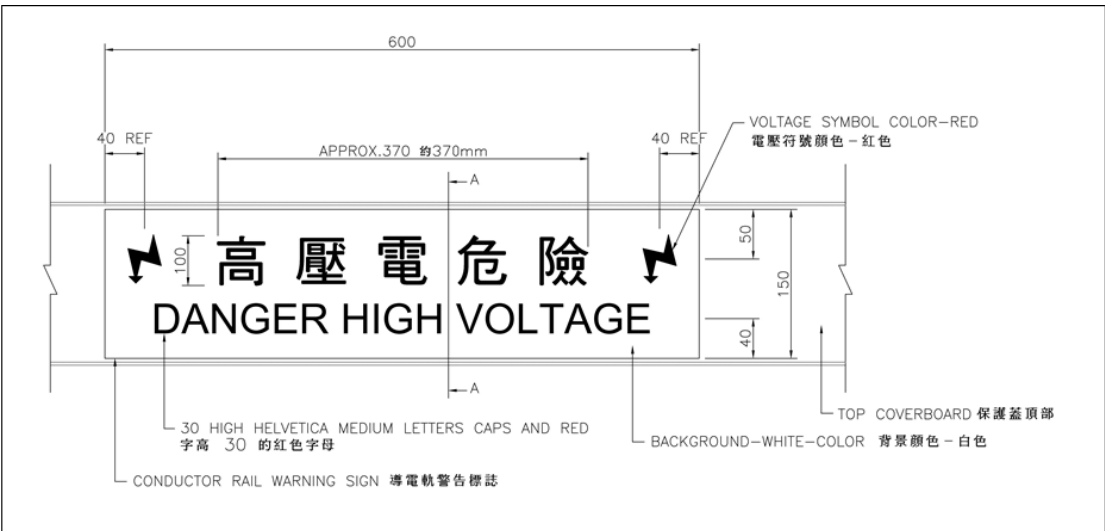 600
40 REF
APPROX.370 約370mm
40 REF
VOLTAGE SYMBOL COLOR-RED
電壓符號顏色-紅色
A
100
高壓電危險
50
150
DANGER HIGH VOLTAGE
40
A
TOP COVERBOARD 保護蓋頂部
30 HIGH HELVETICA MEDIUM LETTERS CAPS AND RED
字高 30 的紅色字母
BACKGROUND-WHITE-COLOR 背景顏色-白色
CONDUCTOR RAIL WARNING SIGN 導電軌警告標誌